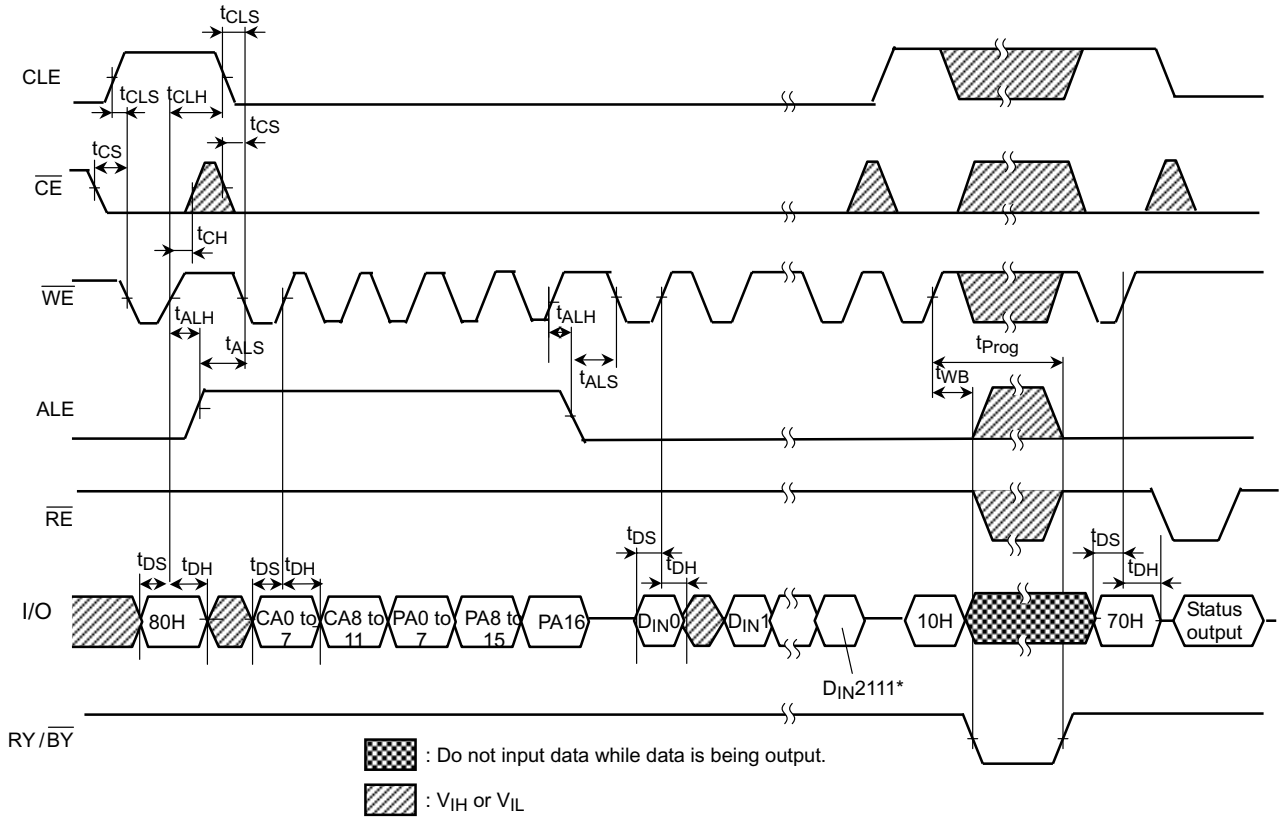 tCLS
CLE
tCLS
tCLH
tCS
tCS
CE
tCH
WE
tALH
tALH
tALS
tALS
tProg
tWB
ALE
RE
tDS
tDH
tDS
tDH
tDS
tDH
tDS
tDH
I/O
80H
CA0 to
7
CA8 to
11
PA0 to
7
PA8 to
15
PA16
DIN0
DIN1
10H
70H
Status
output
DIN2111*
RY/BY
: Do not input data while data is being output.
: VIH or VIL